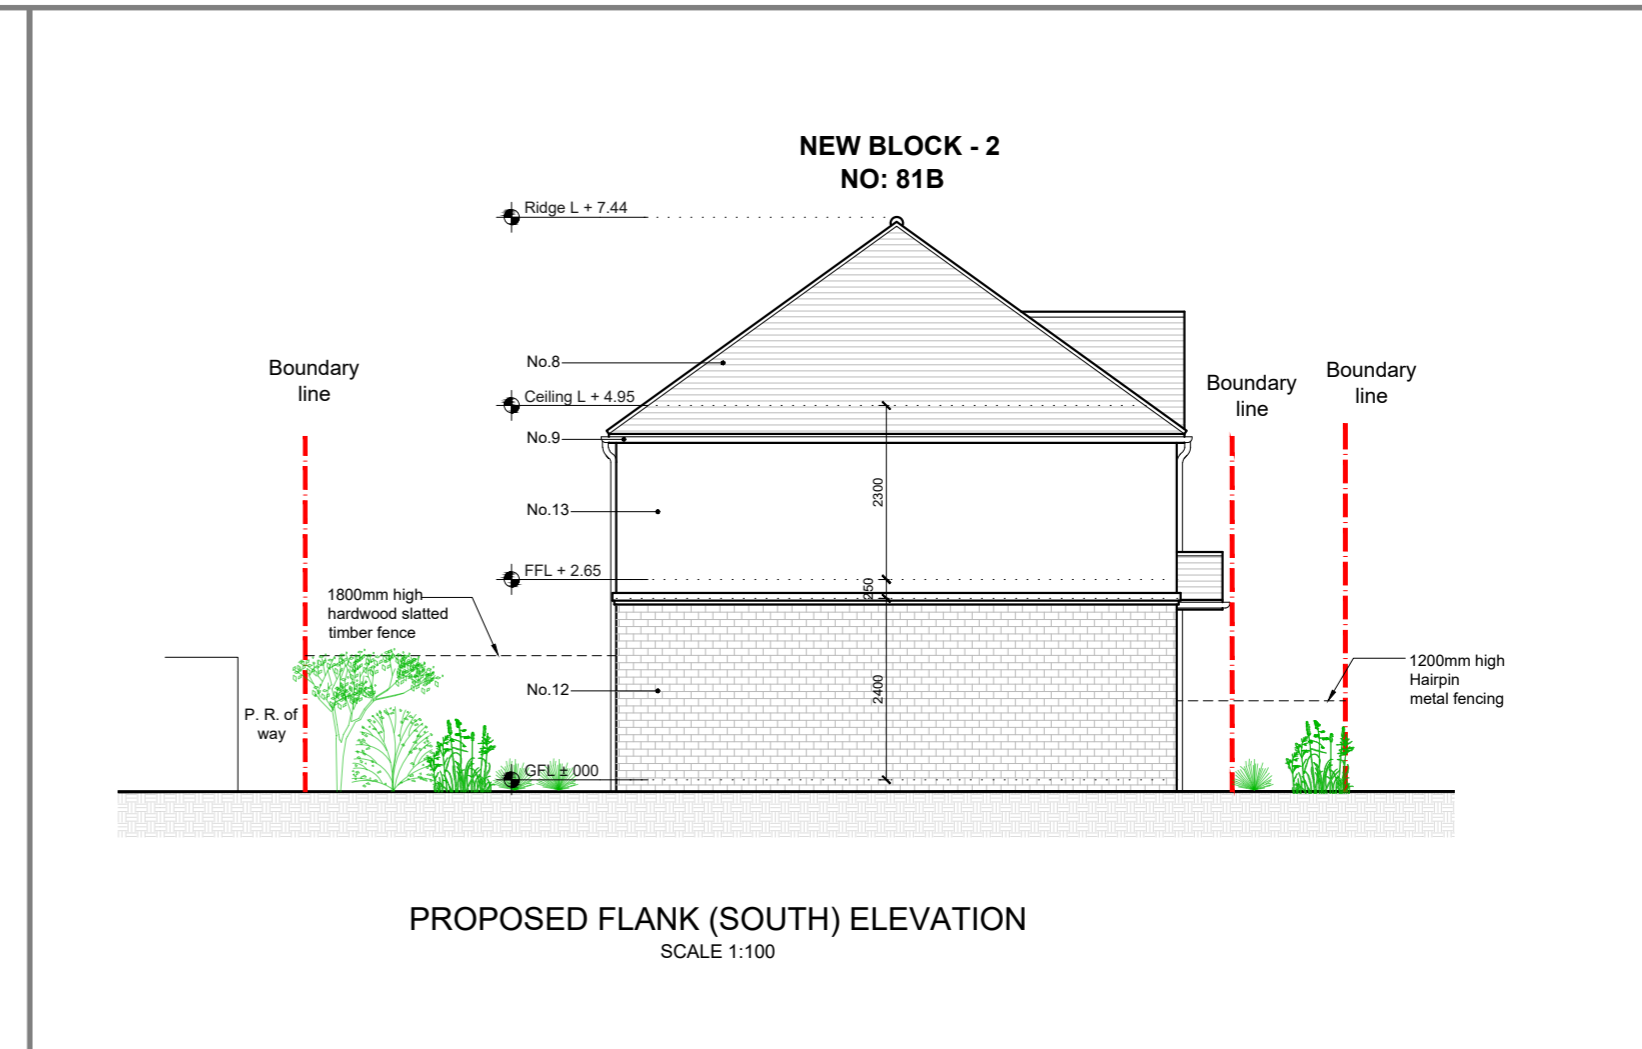 NEW BLOCK - 2
NO: 81B
Ridge L + 7.44
No.8
Ceiling L + 4.95
No.9
Boundary
line
Boundary
line
Boundary
line
2300
No.13
FFL + 2.65
250
1800mm high
hardwood slatted
timber fence
No.12
2400
1200mm high
Hairpin
metal fencing
P. R. of
way
GFL ± 000
PROPOSED FLANK (SOUTH) ELEVATION
SCALE 1:100